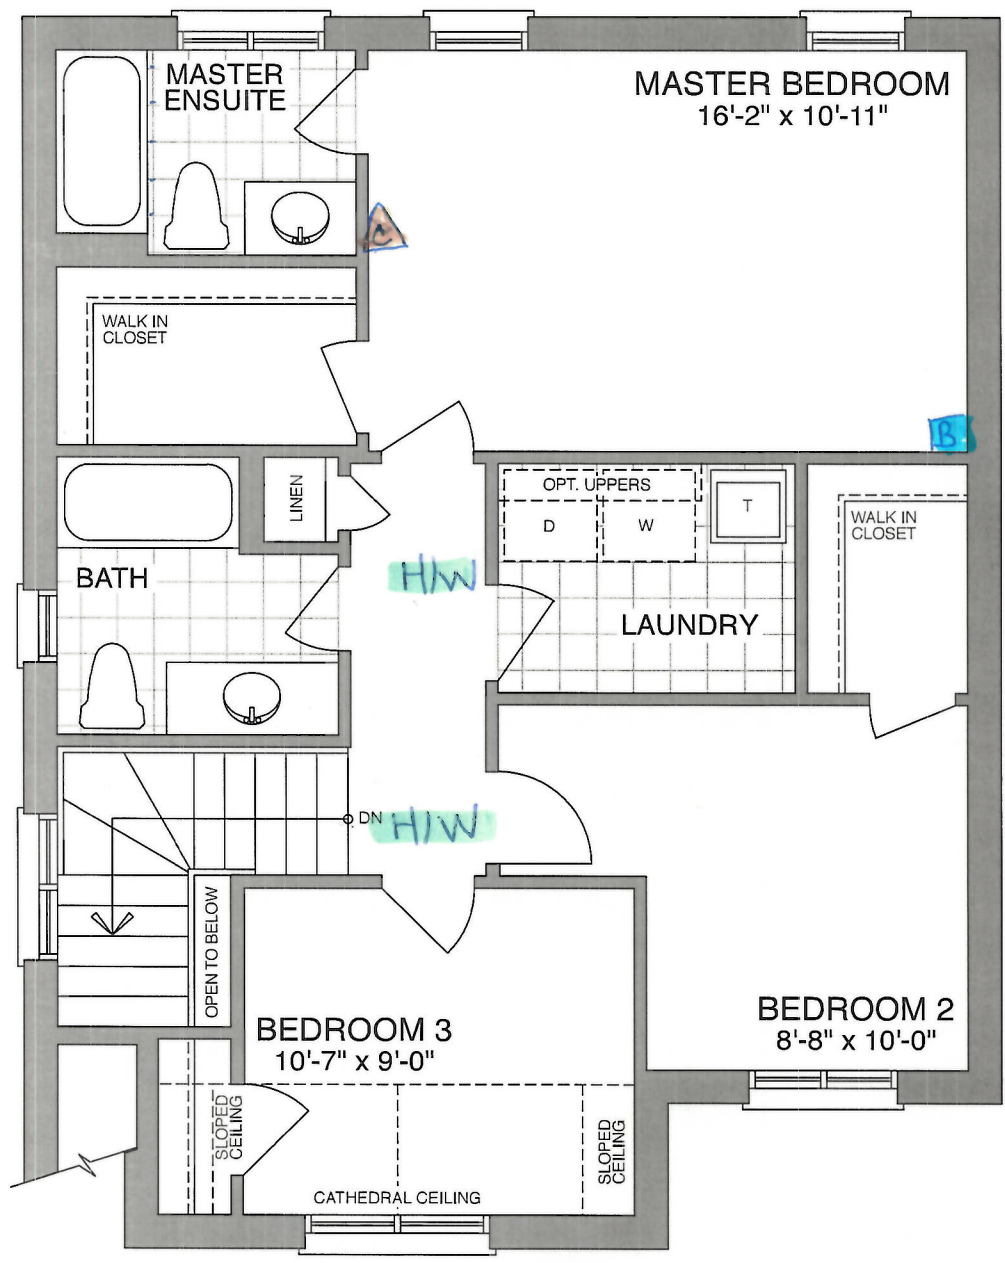 MASTER
ENSUITE
MASTER BEDROOM
16'-2" x 10'-11"
C
WALK IN
CLOSET
B
LINEN
OPT. UPPERS
D
W
T
WALK IN
CLOSET
BATH
H/W
LAUNDRY
DN
H/W
OPEN TO BELOW
BEDROOM 2
8'-8" x 10'-0"
BEDROOM 3
10'-7" x 9'-0"
SLOPED
CEILING
SLOPED
CEILING
CATHEDRAL CEILING